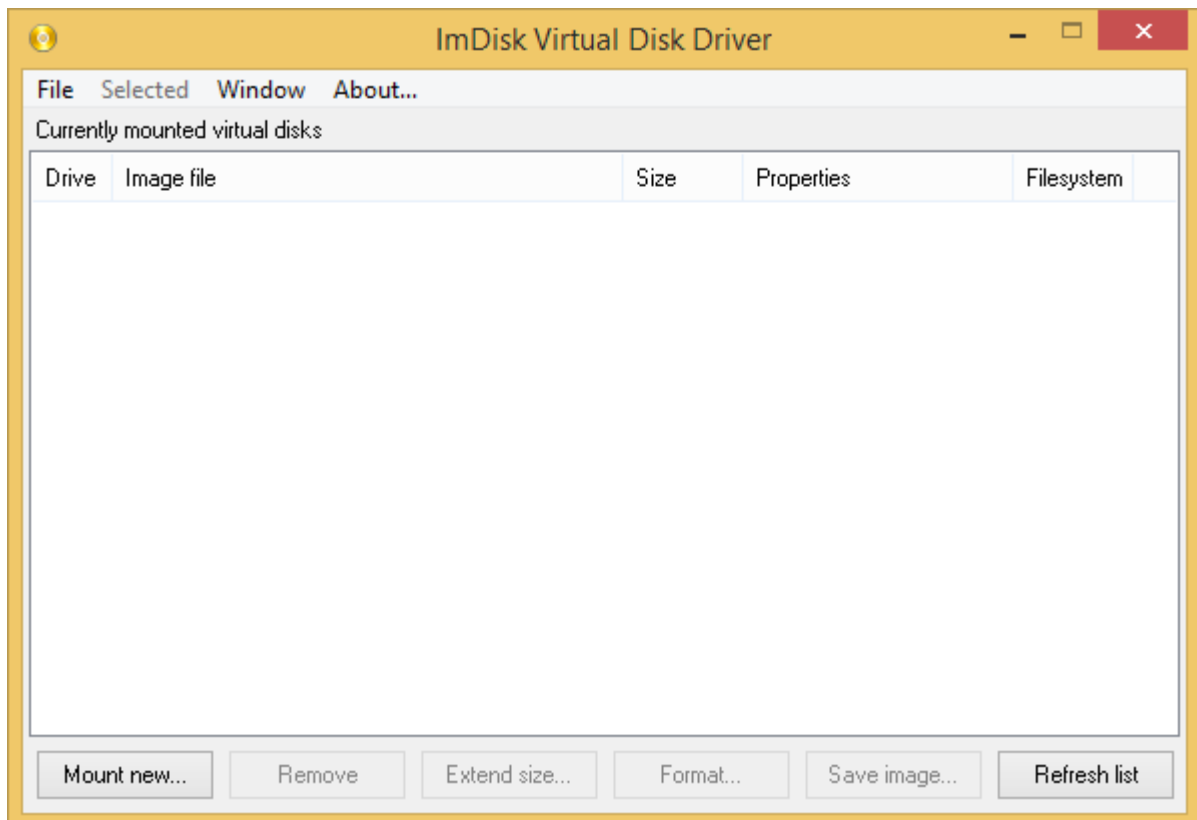 ImDisk Virtual Disk Driver
File Selected Window About...
Currently mounted virtual disks
Drive Image file Size Properties Filesystem
Mount new... Remove Extend size... Format... Save image... Refresh list